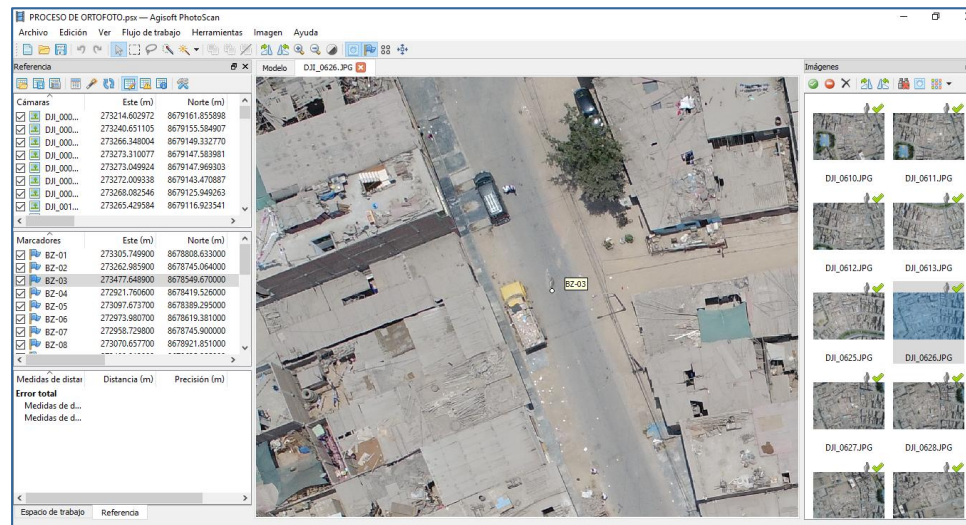 PROCESO DE ORTOFOTO.psx — Agisoft PhotoScan
Archivo Edición Ver Flujo de trabajo Herramientas Imagen Ayuda
Referencia
Modelo DJI_0626.JPG
Imágenes
Cámaras Este (m) Norte (m)
DJI_000... 273214.602972 8679161.855898
DJI_000... 273240.651105 8679155.584907
DJI_000... 273266.348004 8679149.332770
DJI_000... 273273.310077 8679147.583981
DJI_000... 273273.049924 8679147.969303
DJI_000... 273272.009338 8679143.470887
DJI_000... 273268.082546 8679125.949263
DJI_001... 273265.429584 8679116.923541
Marcadores Este (m) Norte (m)
BZ-01 273305.749900 8678808.633000
BZ-02 273262.985900 8678745.064000
BZ-03 273477.648900 8678549.670000
BZ-04 272921.760600 8678419.526000
BZ-05 273097.673700 8678389.295000
BZ-06 272973.980700 8678619.381000
BZ-07 272958.729800 8678745.900000
BZ-08 273070.657700 8678921.851000
Medidas de distar Distancia (m) Precisión (m)
Error total
Medidas de d...
Medidas de d...
Espacio de trabajo Referencia
BZ-03
DJI_0610.JPG DJI_0611.JPG
DJI_0612.JPG DJI_0613.JPG
DJI_0625.JPG DJI_0626.JPG
DJI_0627.JPG DJI_0628.JPG